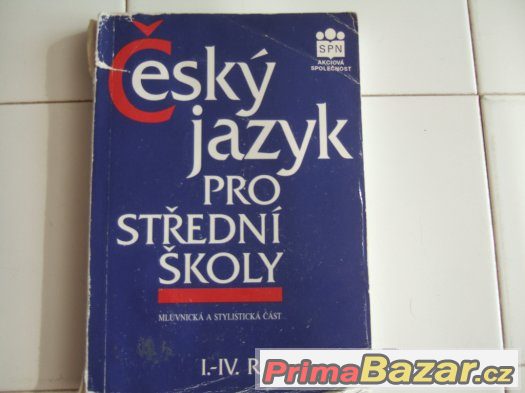 SPN
AKCIOVÁ
SPOLEČNOST
Český
jazyk
PRO
STŘEDNÍ
ŠKOLY
MLUVNICKÁ A STYLISTICKÁ ČÁST
I.-IV. R
PrimaBazar.cz